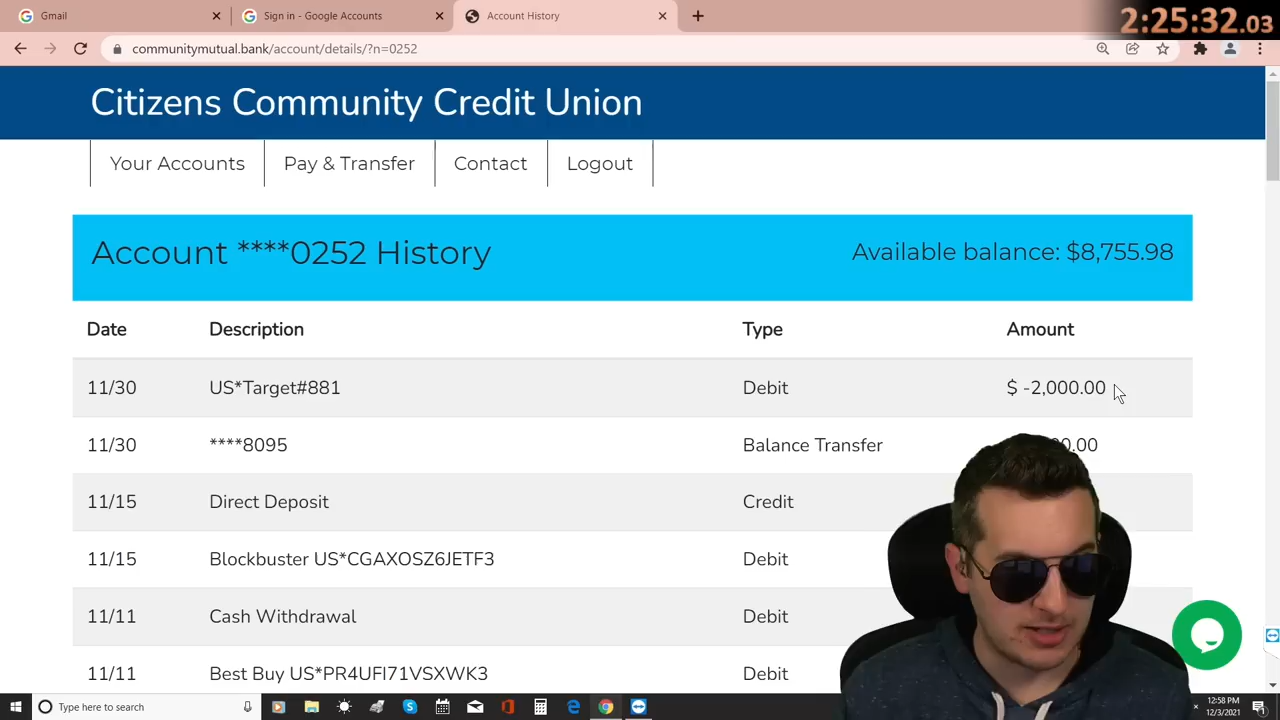 2:25:32.03
Gmail
Sign in - Google Accounts
Account History
communitymutual.bank/account/details/?n=0252
Citizens Community Credit Union
Your Accounts
Pay & Transfer
Contact
Logout
Account ****0252 History
Available balance: $8,755.98
Date Description Type Amount
11/30 US*Target#881 Debit $ -2,000.00
11/30 ****8095 Balance Transfer
11/15 Direct Deposit Credit
11/15 Blockbuster US*CGAXOSZ6JETF3 Debit
11/11 Cash Withdrawal Debit
11/11 Best Buy US*PR4UFI71VSXWK3 Debit
Type here to search
12:58 PM
12/3/2021